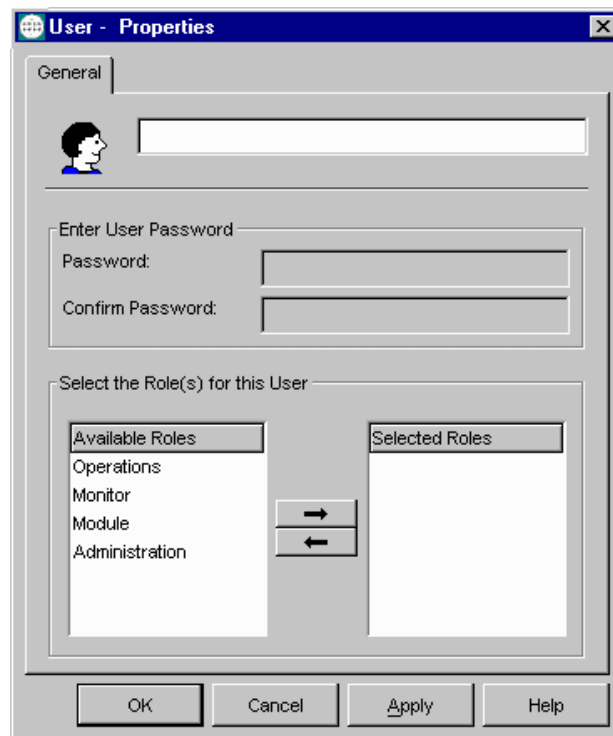 User - Properties
General
Enter User Password
Password:
Confirm Password:
Select the Role(s) for this User
Available Roles
Selected Roles
Operations
Monitor
Module
Administration
OK
Cancel
Apply
Help